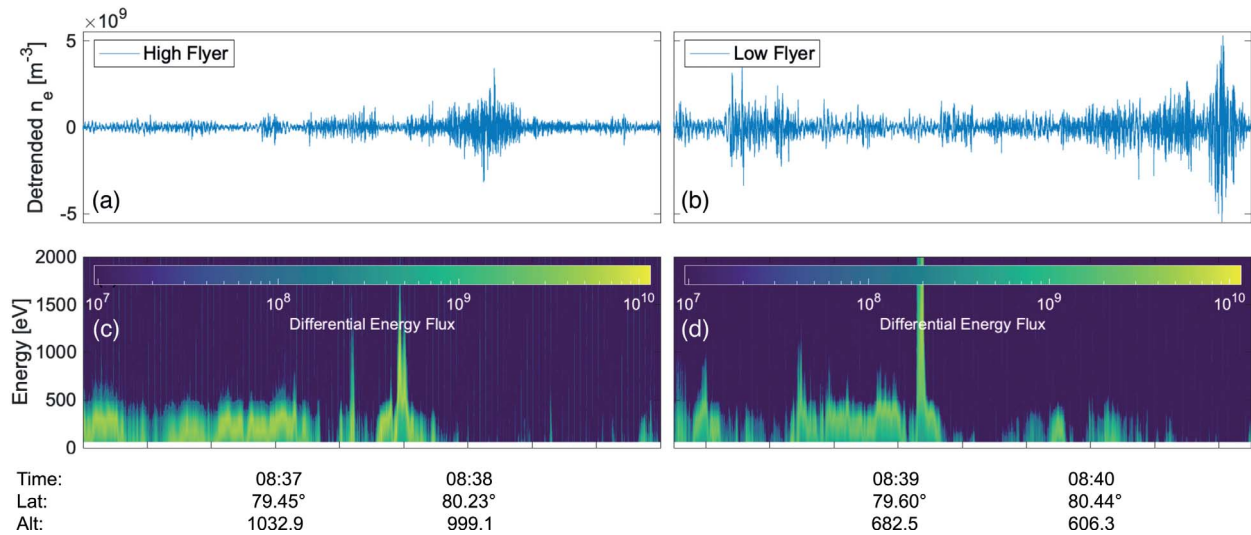 ×10⁹
Detrended nₑ [m⁻³]
5
0
-5
High Flyer
(a)
Low Flyer
(b)
Energy [eV]
2000
1500
1000
500
0
10⁷ 10⁸ 10⁹ 10¹⁰
Differential Energy Flux
(c)
10⁷ 10⁸ 10⁹ 10¹⁰
Differential Energy Flux
(d)
Time: 08:37 08:38 08:39 08:40
Lat: 79.45° 80.23° 79.60° 80.44°
Alt: 1032.9 999.1 682.5 606.3